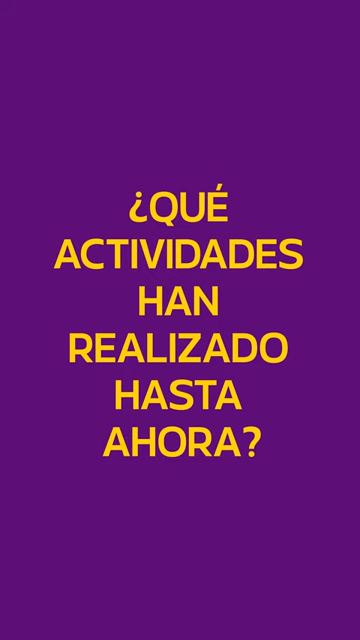 ¿QUÉ
ACTIVIDADES
HAN
REALIZADO
HASTA
AHORA?